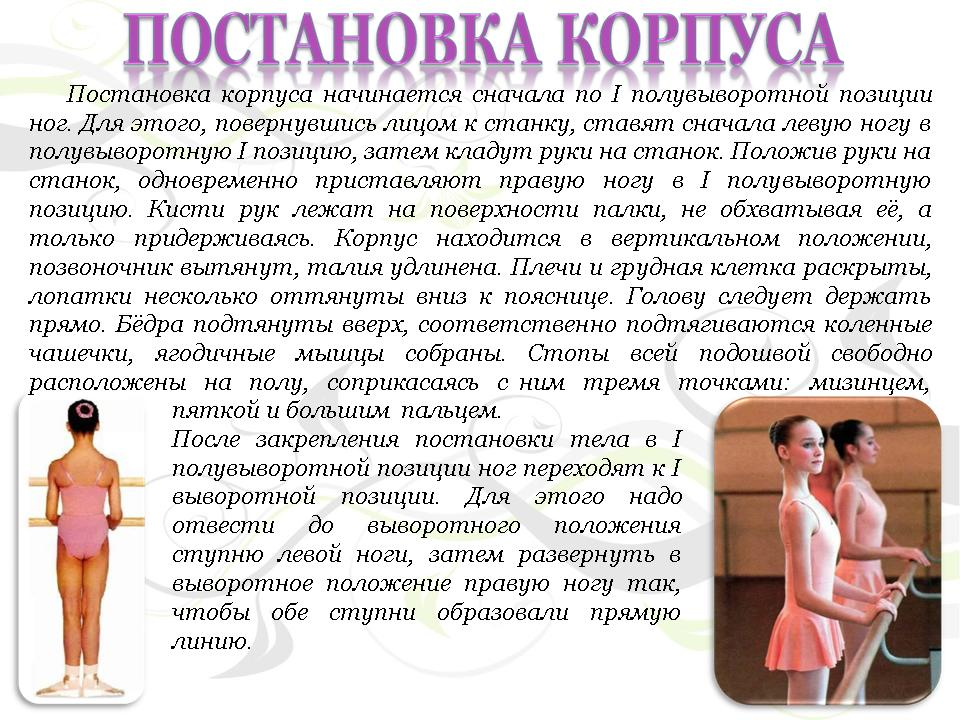 ПОСТАНОВКА КОРПУСА
Постановка корпуса начинается сначала по I полувыворотной позиции
ног. Для этого, повернувшись лицом к станку, ставят сначала левую ногу в
полувыворотную I позицию, затем кладут руки на станок. Положив руки на
станок, одновременно приставляют правую ногу в I полувыворотную
позицию. Кисти рук лежат на поверхности палки, не обхватывая её, а
только придерживаясь. Корпус находится в вертикальном положении,
позвоночник вытянут, талия удлинена. Плечи и грудная клетка раскрыты,
лопатки несколько оттянуты вниз к пояснице. Голову следует держать
прямо. Бёдра подтянуты вверх, соответственно подтягиваются коленные
чашечки, ягодичные мышцы собраны. Стопы всей подошвой свободно
расположены на полу, соприкасаясь с ним тремя точками: мизинцем,
пяткой и большим пальцем.
После закрепления постановки тела в I
полувыворотной позиции ног переходят к I
выворотной позиции. Для этого надо
отвести до выворотного положения
ступню левой ноги, затем развернуть в
выворотное положение правую ногу так,
чтобы обе ступни образовали прямую
линию.